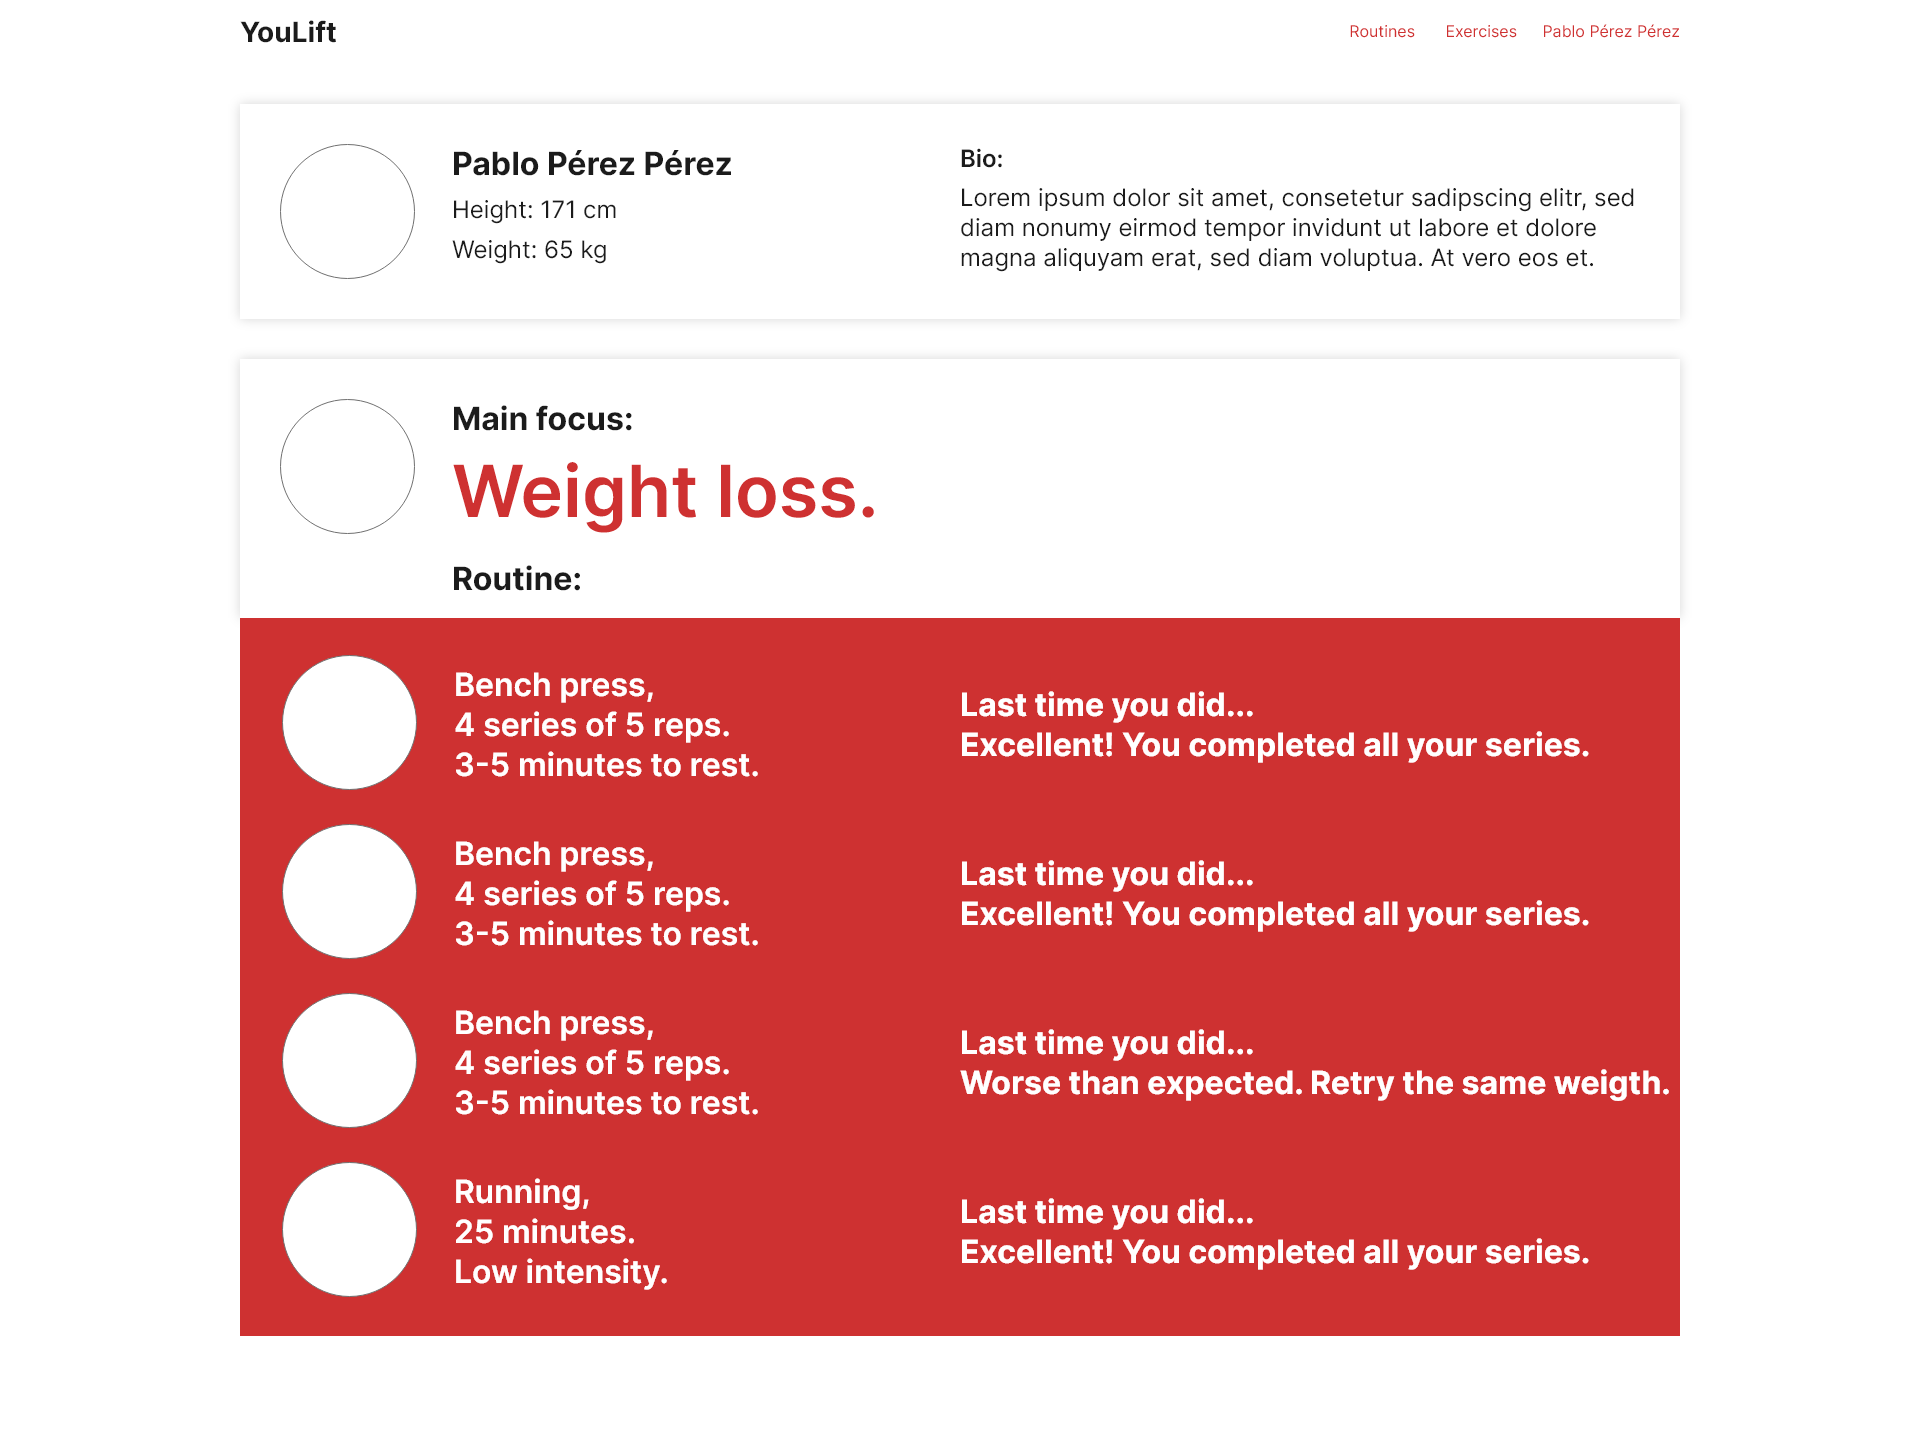 YouLift
Routines
Exercises
Pablo Pérez Pérez
Pablo Pérez Pérez
Height: 171 cm
Weight: 65 kg
Bio:
Lorem ipsum dolor sit amet, consetetur sadipscing elitr, sed
diam nonumy eirmod tempor invidunt ut labore et dolore
magna aliquyam erat, sed diam voluptua. At vero eos et.
Main focus:
Weight loss.
Routine:
Bench press,
4 series of 5 reps.
3-5 minutes to rest.
Last time you did...
Excellent! You completed all your series.
Bench press,
4 series of 5 reps.
3-5 minutes to rest.
Last time you did...
Excellent! You completed all your series.
Bench press,
4 series of 5 reps.
3-5 minutes to rest.
Last time you did...
Worse than expected. Retry the same weigth.
Running,
25 minutes.
Low intensity.
Last time you did...
Excellent! You completed all your series.